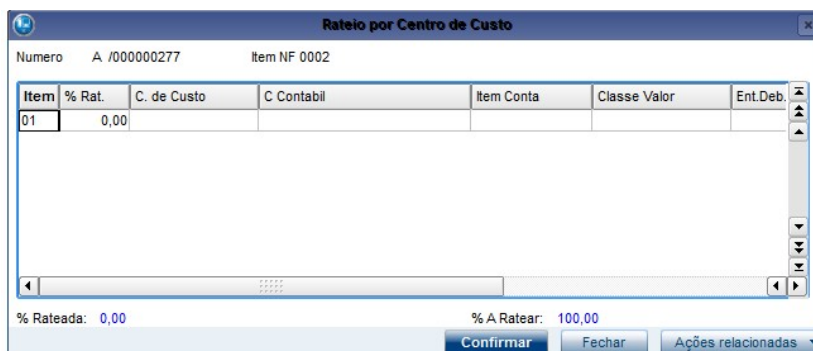 Rateio por Centro de Custo
Numero A /000000277 Item NF 0002
Item % Rat. C. de Custo C Contabil Item Conta Classe Valor Ent.Deb.
01 0,00
% Rateada: 0,00 % A Ratear: 100,00
Confirmar Fechar Ações relacionadas